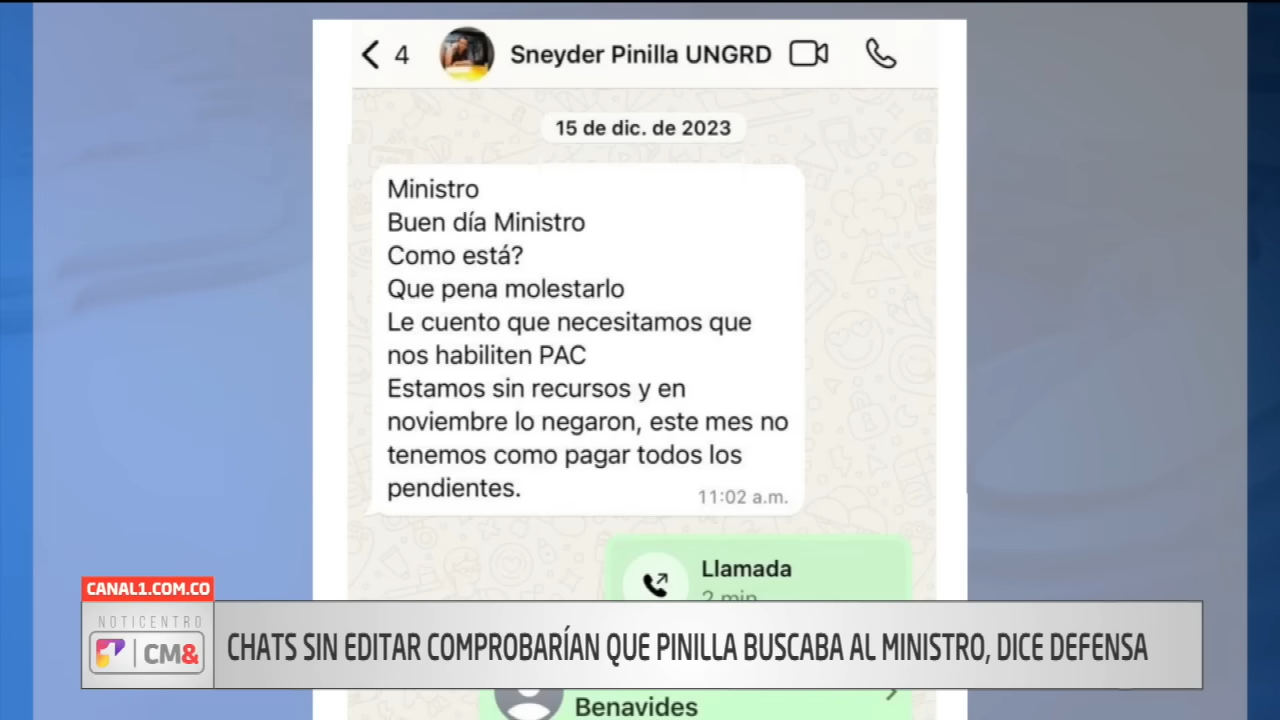 4
Sneyder Pinilla UNGRD
15 de dic. de 2023
Ministro
Buen día Ministro
Como está?
Que pena molestarlo
Le cuento que necesitamos que
nos habiliten PAC
Estamos sin recursos y en
noviembre lo negaron, este mes no
tenemos como pagar todos los
pendientes.
11:02 a.m.
Llamada
2 min
CANAL1.COM.CO
NOTICENTRO
1 | CM&
CHATS SIN EDITAR COMPROBARÍAN QUE PINILLA BUSCABA AL MINISTRO, DICE DEFENSA
Benavides